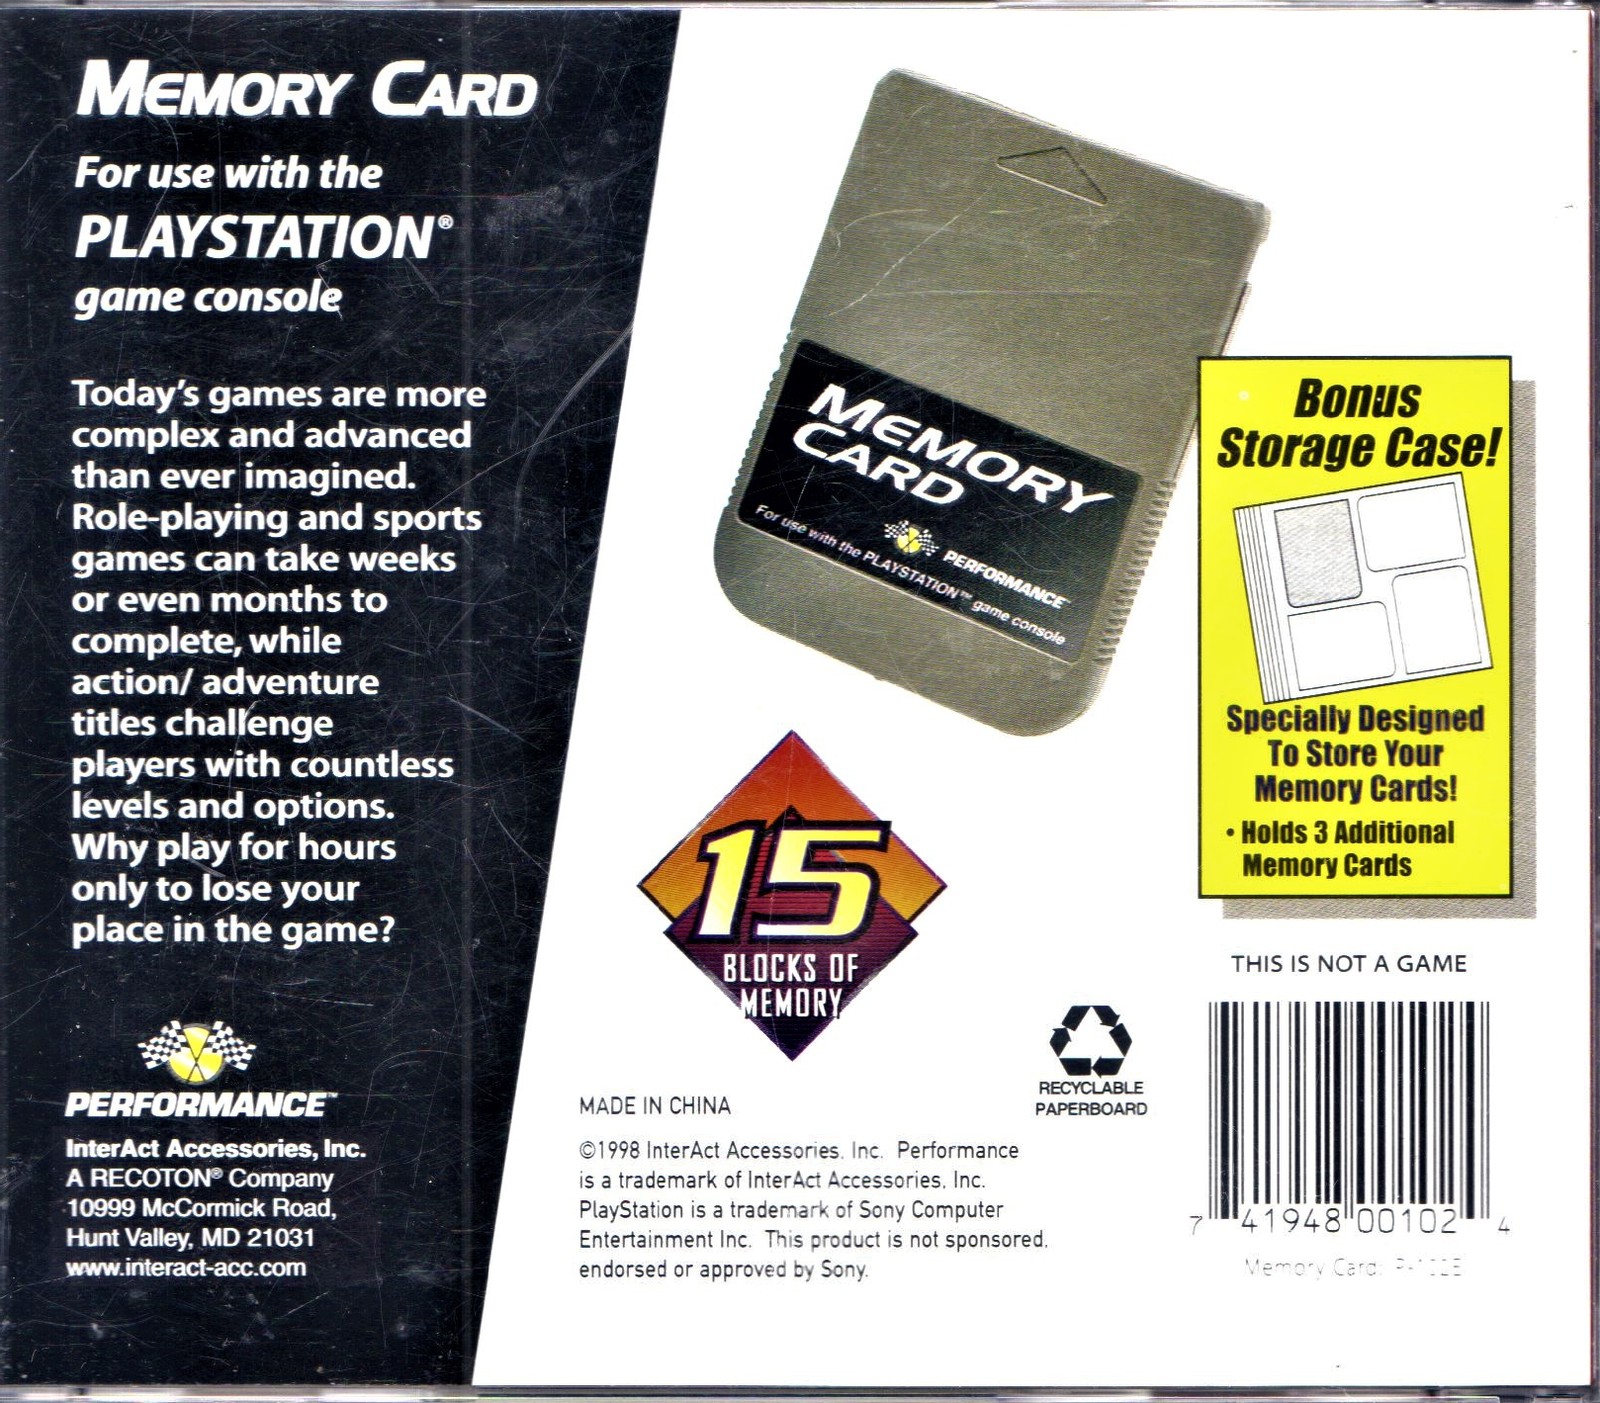 MEMORY CARD
For use with the
PLAYSTATION®
game console
Today's games are more
complex and advanced
than ever imagined.
Role-playing and sports
games can take weeks
or even months to
complete, while
action/ adventure
titles challenge
players with countless
levels and options.
Why play for hours
only to lose your
place in the game?
PERFORMANCE™
InterAct Accessories, Inc.
A RECOTON® Company
10999 McCormick Road,
Hunt Valley, MD 21031
www.interact-acc.com
MEMORY
CARD
PERFORMANCE™
For use with the PLAYSTATION™ game console
15
BLOCKS OF
MEMORY
MADE IN CHINA
©1998 InterAct Accessories, Inc. Performance
is a trademark of InterAct Accessories, Inc.
PlayStation is a trademark of Sony Computer
Entertainment Inc. This product is not sponsored,
endorsed or approved by Sony.
RECYCLABLE
PAPERBOARD
Bonus
Storage Case!
Specially Designed
To Store Your
Memory Cards!
• Holds 3 Additional
Memory Cards
THIS IS NOT A GAME
7 41948 00102 4
Memory Card: